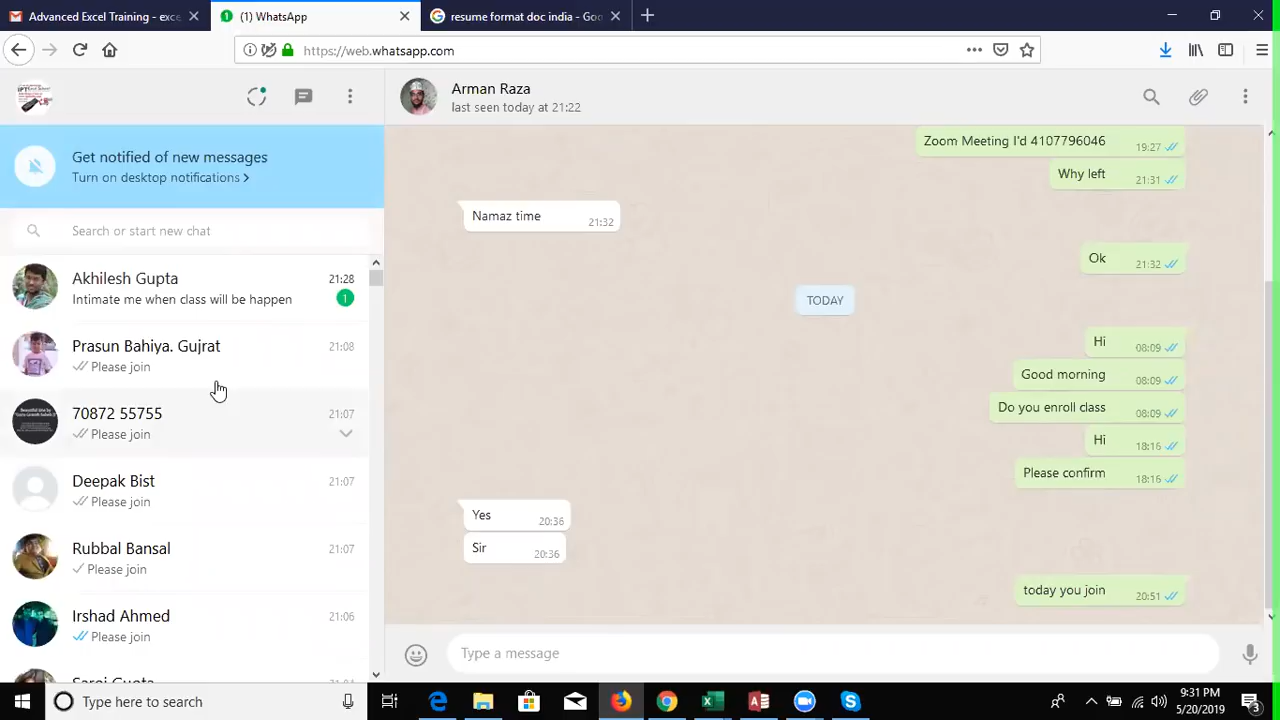 Advanced Excel Training - exce
(1) WhatsApp
resume format doc india - Goo
https://web.whatsapp.com
Arman Raza
last seen today at 21:22
Get notified of new messages
Turn on desktop notifications >
Search or start new chat
Akhilesh Gupta 21:28
Intimate me when class will be happen 1
Prasun Bahiya. Gujrat 21:08
Please join
70872 55755 21:07
Please join
Deepak Bist 21:07
Please join
Rubbal Bansal 21:07
Please join
Irshad Ahmed 21:06
Please join
Zoom Meeting I'd 4107796046 19:27
Why left 21:31
Namaz time 21:32
Ok 21:32
TODAY
Hi 08:09
Good morning 08:09
Do you enroll class 08:09
Hi 18:16
Please confirm 18:16
Yes 20:36
Sir 20:36
today you join 20:51
Type a message
Type here to search
9:31 PM
5/20/2019
3